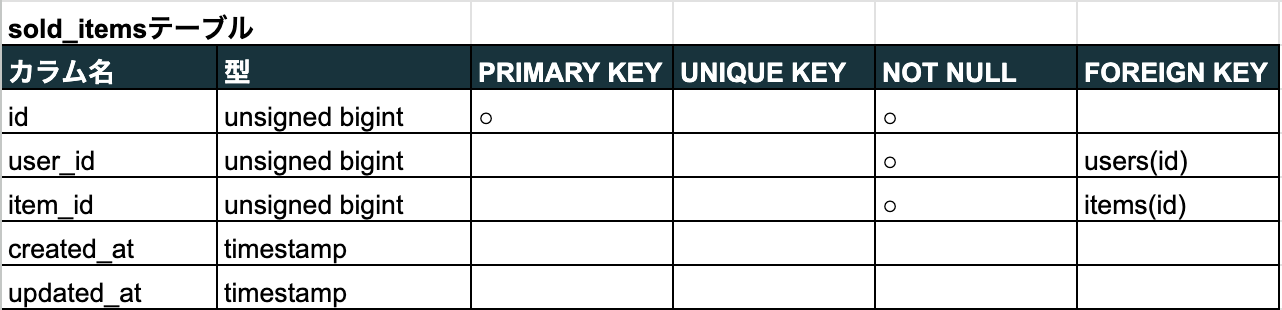 sold_itemsテーブル
カラム名 型 PRIMARY KEY UNIQUE KEY NOT NULL FOREIGN KEY
id unsigned bigint ○ ○
user_id unsigned bigint ○ users(id)
item_id unsigned bigint ○ items(id)
created_at timestamp
updated_at timestamp